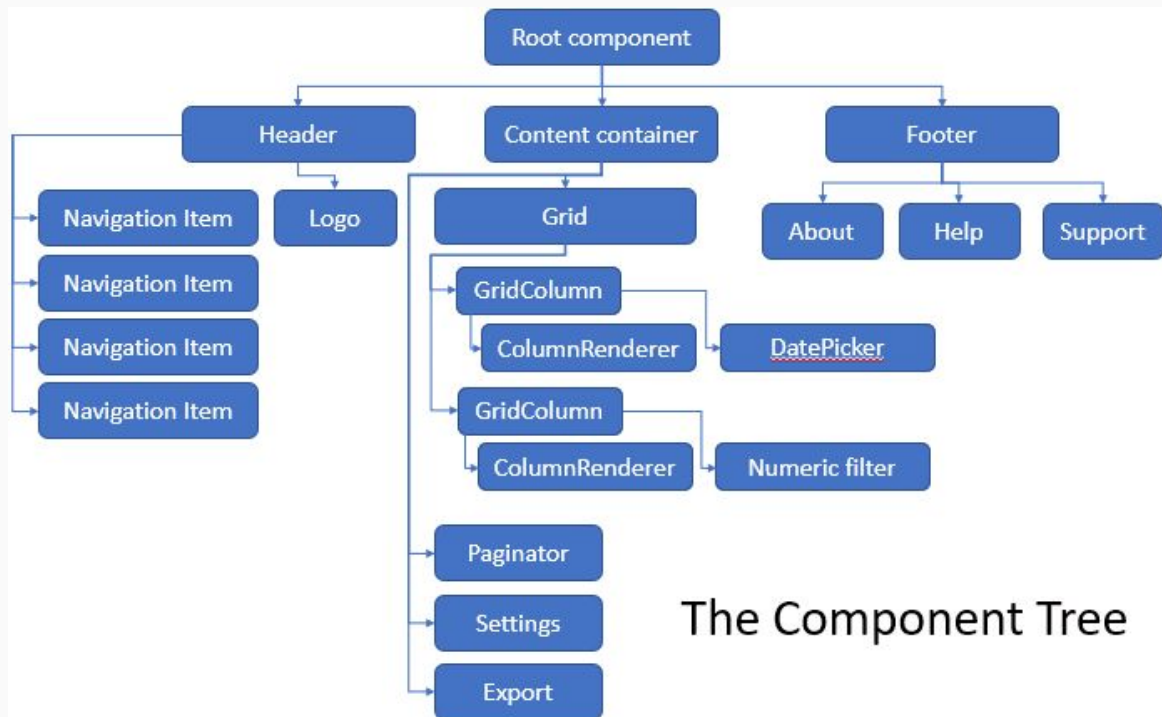 Root component
Header
Content container
Footer
Navigation Item
Logo
Grid
About
Help
Support
Navigation Item
GridColumn
Navigation Item
ColumnRenderer
DatePicker
Navigation Item
GridColumn
ColumnRenderer
Numeric filter
Paginator
Settings
The Component Tree
Export